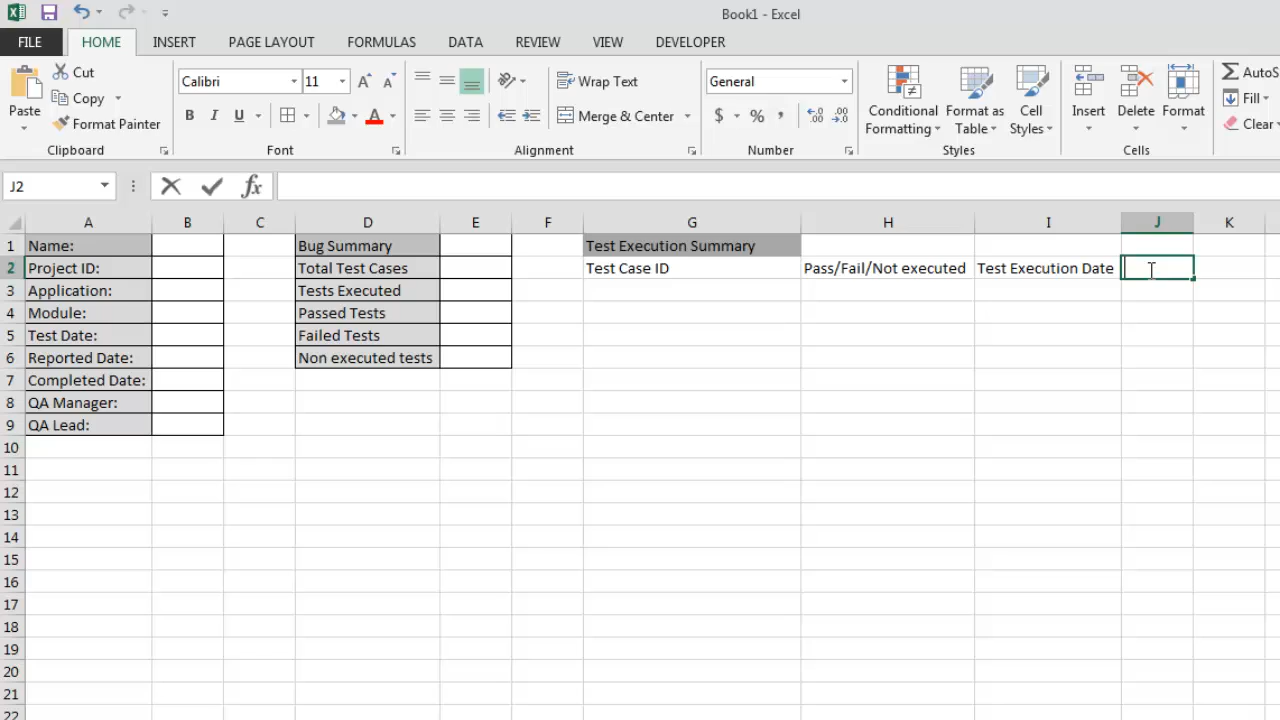 Book1 - Excel
FILE HOME INSERT PAGE LAYOUT FORMULAS DATA REVIEW VIEW DEVELOPER
Paste
Cut
Copy
Format Painter
Clipboard
Calibri 11
B I U
Font
Wrap Text
Merge & Center
Alignment
General
$ % ,
Number
Conditional Formatting
Format as Table
Cell Styles
Styles
Insert Delete Format
Cells
AutoS
Fill
Clear
J2
fx
A B C D E F G H I J K
1 Name: Bug Summary Test Execution Summary
2 Project ID: Total Test Cases Test Case ID Pass/Fail/Not executed Test Execution Date
3 Application: Tests Executed
4 Module: Passed Tests
5 Test Date: Failed Tests
6 Reported Date: Non executed tests
7 Completed Date:
8 QA Manager:
9 QA Lead:
10
11
12
13
14
15
16
17
18
19
20
21
22